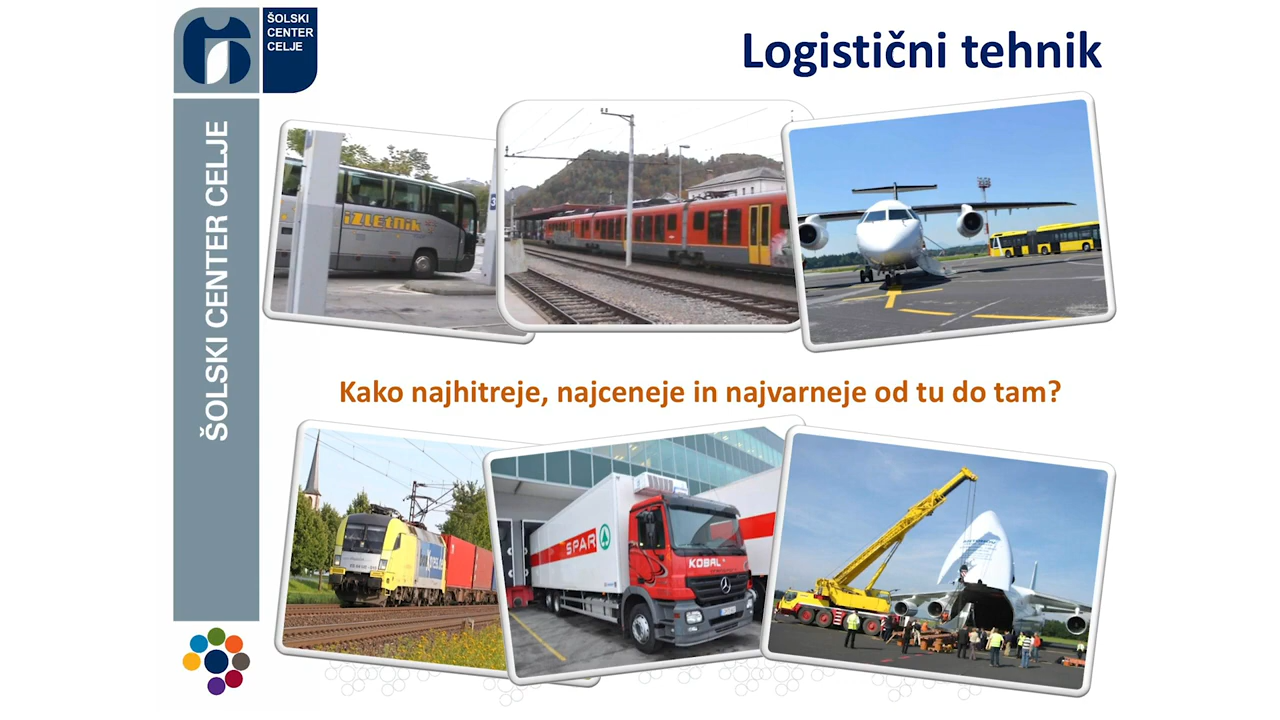 ŠOLSKI
CENTER
CELJE
Logistični tehnik
ŠOLSKI CENTER CELJE
iZLEtNiK
3
Kako najhitreje, najceneje in najvarneje od tu do tam?
SPAR
KOBAL